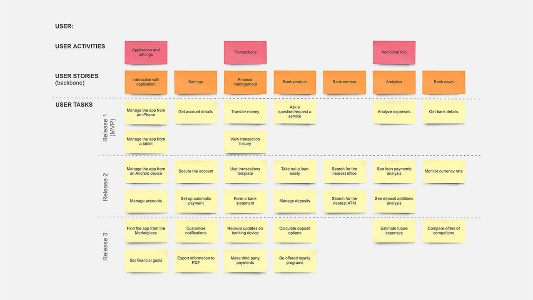 USER:
USER ACTIVITIES
Application and
settings
Transactions
Additional info
USER STORIES
(backbone)
Interaction with
application
Settings
Finance
management
Bank product
Bank centers
Analytics
Bank news
USER TASKS
Release 1
(MVP)
Manage the app from
an iPhone
Get account details
Transfer money
Ask a
question/request a
service
Analyze expenses
Get bank details
Manage the app from
a tablet
View transaction
history
Release 2
Manage the app from
an Android device
Secure the account
Use transactions
template
Take out a loan
easily
Search for the
nearest office
See loan payments
analysis
Monitor currency rate
Manage accounts
Set up automatic
payment
Form a bank
statement
Manage deposits
Search for the
nearest ATM
See deposit additions
analysis
Release 3
Find the app from the
Marketplace
Customize
notifications
Receive updates on
banking device
Calculate deposit
options
Estimate future
expenses
Compare offers of
competitors
Set financial goals
Export information to
PDF
Make third party
payments
Be offered loyalty
programs